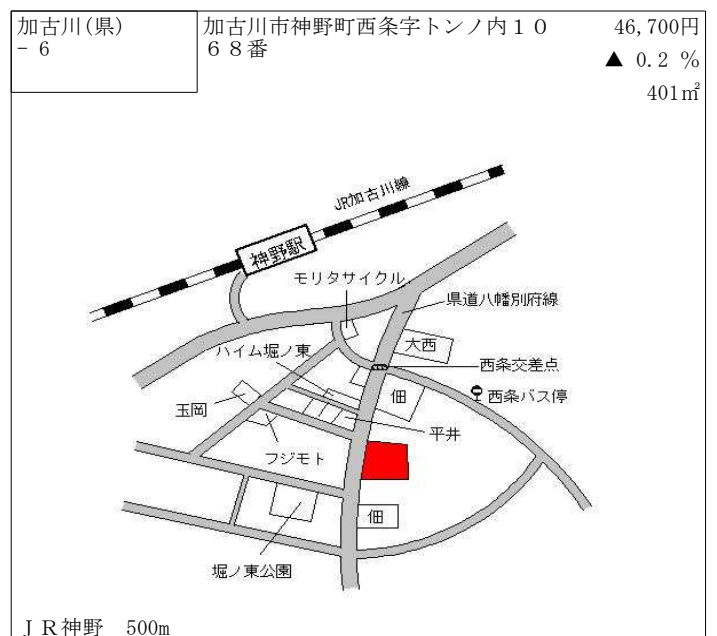 加古川(県)
- 6
加古川市神野町西条字トンノ内１０
６８番
46,700円
▲ 0.2 %
401㎡
JR加古川線
神野駅
モリタサイクル
県道八幡別府線
ハイム堀ノ東
大西
西条交差点
佃
西条バス停
玉岡
平井
フジモト
佃
堀ノ東公園
ＪＲ神野　500m